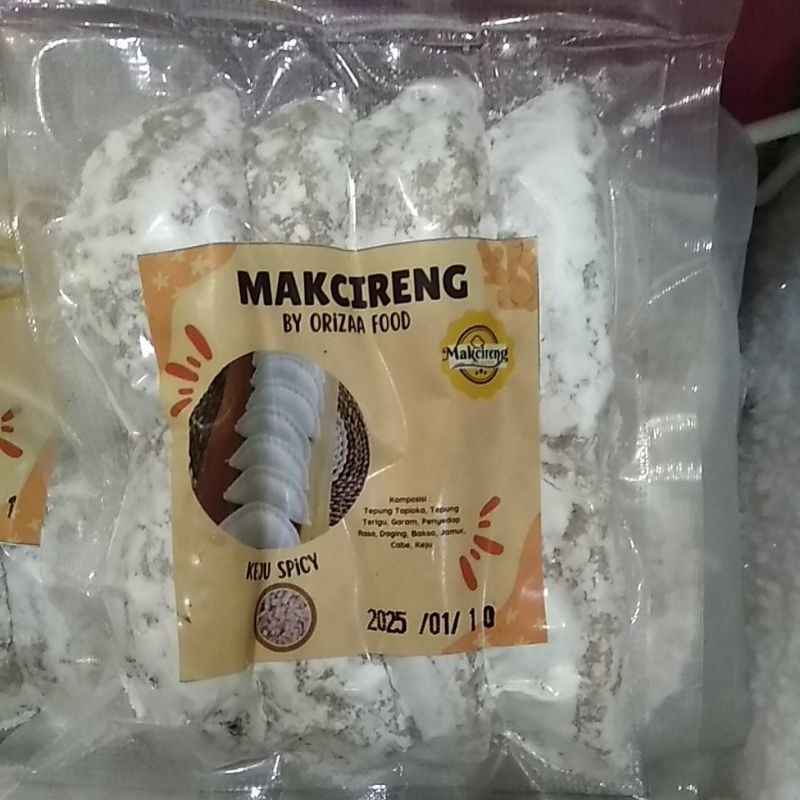 MAKCIRENG
BY ORIZAA FOOD
Makcireng
Komposisi :
Tepung Tapioka, Tepung
Terigu, Garam, Penyedap
Rasa, Daging, Bakso, Jamur,
Cabe, Keju
KEJU SPiCY
2025 /01/ 10
1